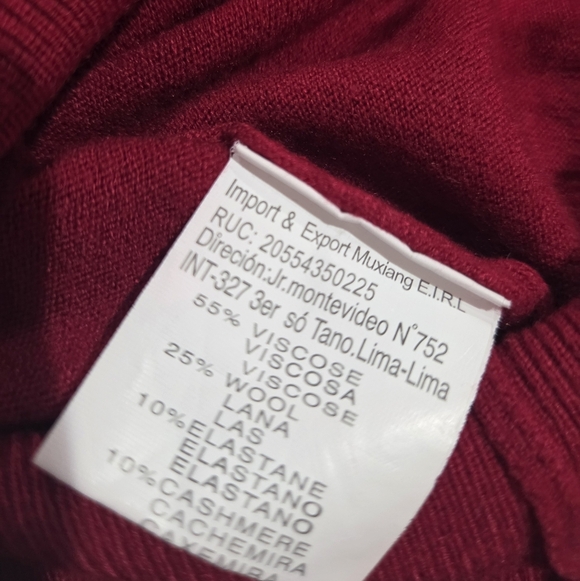 Import & Export Muxiang E.I.R.L
RUC: 20554350225
Direción:Jr.montevideo N°752
INT-327 3er só Tano.Lima-Lima
55% VISCOSE
VISCOSA
VISCOSE
25% WOOL
LANA
LAS
10%ELASTANE
ELASTANO
ELASTANO
10%CASHMERE
CACHEMIRA
CAXEMIRA